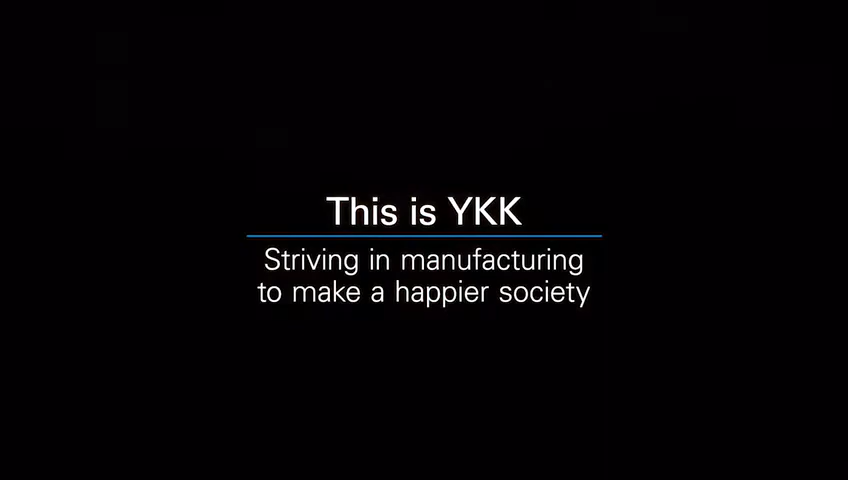 This is YKK
Striving in manufacturing
to make a happier society